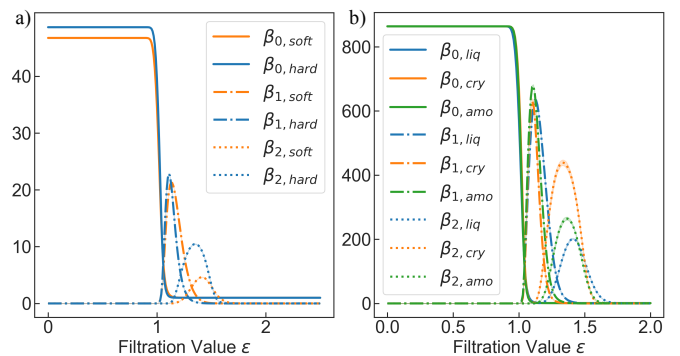 a)
β0, soft
β0, hard
β1, soft
β1, hard
β2, soft
β2, hard
40
30
20
10
0
0
1
2
Filtration Value ε
b)
β0, liq
β0, cry
β0, amo
β1, liq
β1, cry
β1, amo
β2, liq
β2, cry
β2, amo
800
600
400
200
0
0.0
0.5
1.0
1.5
2.0
Filtration Value ε